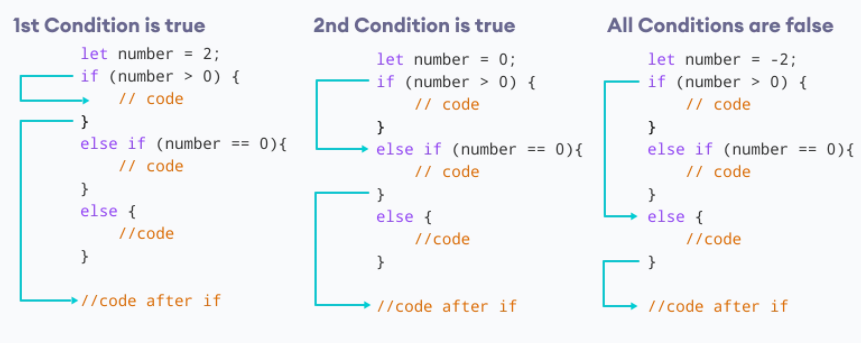 1st Condition is true
let number = 2;
if (number > 0) {
// code
}
else if (number == 0){
// code
}
else {
//code
}
//code after if
2nd Condition is true
let number = 0;
if (number > 0) {
// code
}
else if (number == 0){
// code
}
else {
//code
}
//code after if
All Conditions are false
let number = -2;
if (number > 0) {
// code
}
else if (number == 0){
// code
}
else {
//code
}
//code after if